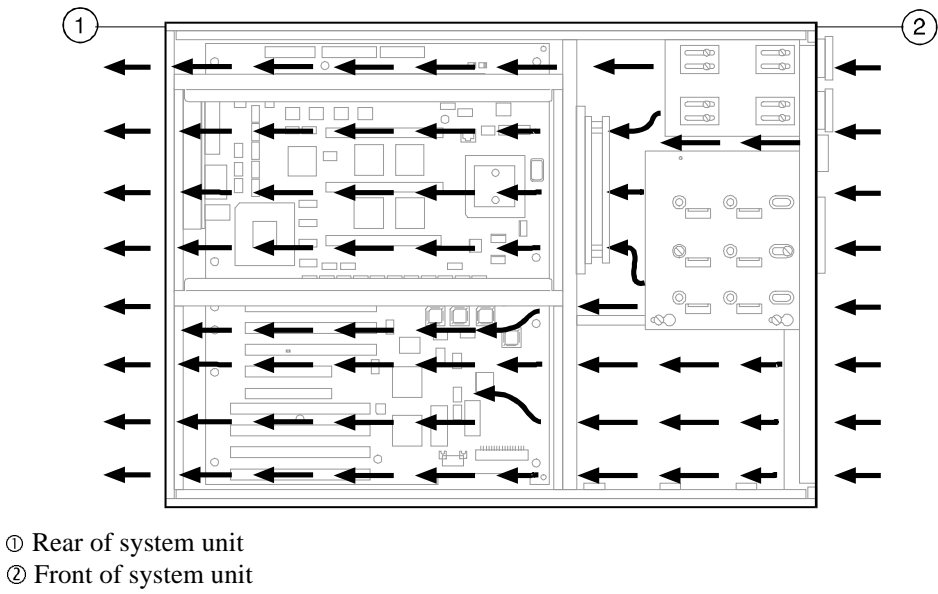 1 2
① Rear of system unit
② Front of system unit